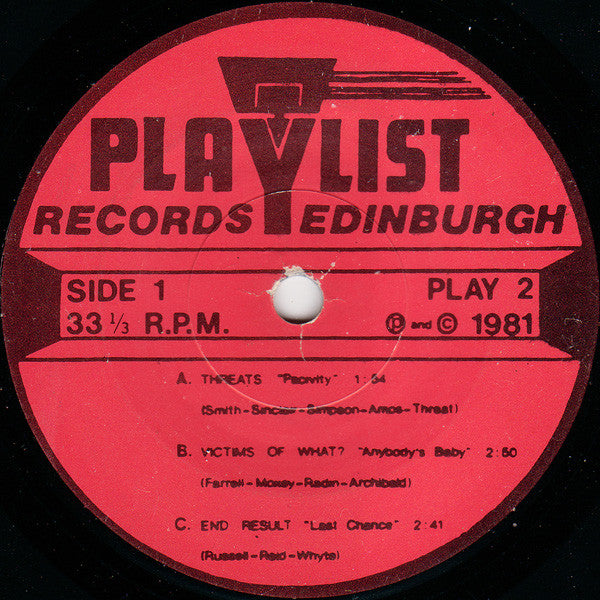 PLAYLIST
RECORDS EDINBURGH
SIDE 1 PLAY 2
33 1/3 R.P.M. ℗ and © 1981
A. THREATS "Pacivity" 1:54
(Smith-Sinclair-Simpson-Amos-Threat)
B. VICTIMS OF WHAT? "Anybody's Baby" 2:50
(Farrell-Moxey-Radin-Archibald)
C. END RESULT "Last Chance" 2:41
(Russell-Reid-Whyte)